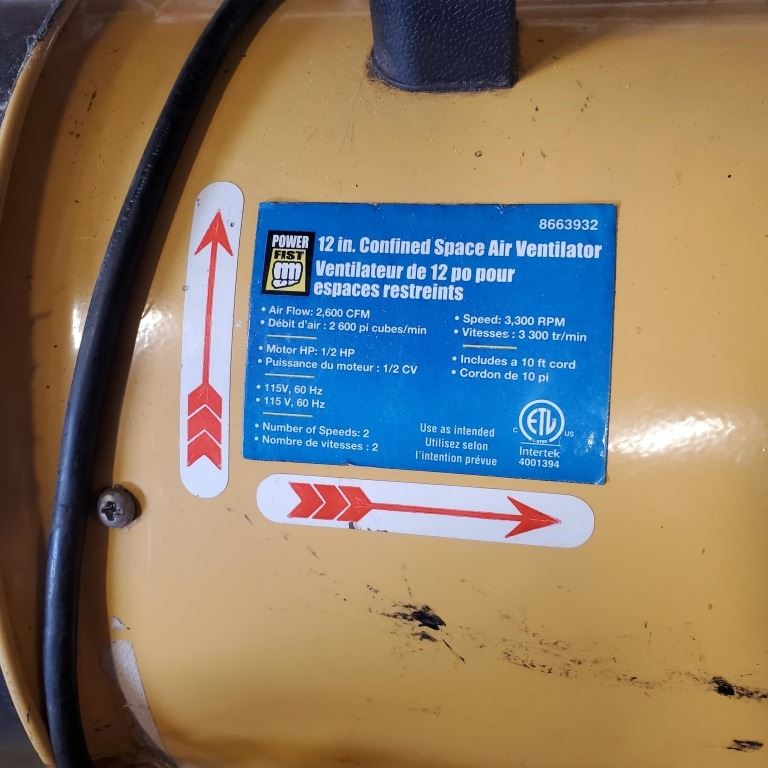 8663932
POWER
FIST
12 in. Confined Space Air Ventilator
Ventilateur de 12 po pour
espaces restreints
• Air Flow: 2,600 CFM
• Débit d'air : 2 600 pi cubes/min
• Motor HP: 1/2 HP
• Puissance du moteur : 1/2 CV
• 115V, 60 Hz
• 115 V, 60 Hz
• Number of Speeds: 2
• Nombre de vitesses : 2
• Speed: 3,300 RPM
• Vitesses : 3 300 tr/min
• Includes a 10 ft cord
• Cordon de 10 pi
Use as intended
Utilisez selon
l'intention prévue
C ETL US
Intertek
4001394